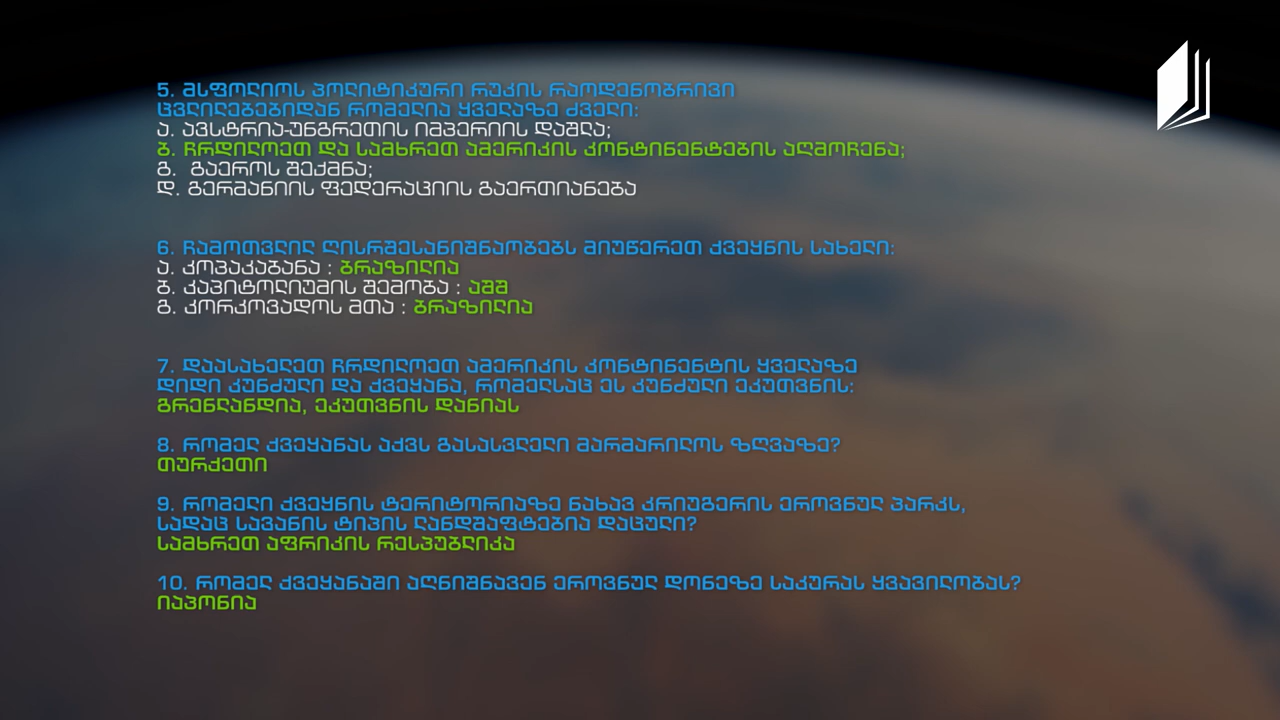 5. მსფოლიოს პოლიტიკური რუკის რაოდენობრივი
ცვლილებებიდან რომელია ყველაზე ძველი:
ა. ავსტრია-უნგრეთის იმპერიის დაშლა;
ბ. ჩრდილოეთ და სამხრეთ ამერიკის კონტინენტების აღმოჩენა;
გ. გაეროს შექმნა;
დ. გერმანიის ფედერაციის გაერთიანება
6. ჩამოთვლილ ღისრშესანიშნაობებს მიუწერეთ ქვეყნის სახელი:
ა. კოპაკაბანა : ბრაზილია
ბ. კაპიტოლიუმის შემობა : აშშ
გ. კორკოვადოს მთა : ბრაზილია
7. დაასახელეთ ჩრდილოეთ ამერიკის კონტინენტის ყველაზე
დიდი კუნძული და ქვეყანა, რომელსაც ეს კუნძული ეკუთვნის:
გრენლანდია, ეკუთვნის დანიას
8. რომელ ქვეყანას აქვს გასასვლელი მარმარილოს ზღვაზე?
თურქეთი
9. რომელი ქვეყნის ტერიტორიაზე ნახავ კრიუგერის ეროვნულ პარკს,
სადაც სავანის ტიპის ლანდშაფტებია დაცული?
სამხრეთ აფრიკის რესპუბლიკა
10. რომელ ქვეყანაში აღნიშნავენ ეროვნულ დონეზე საკურას ყვავილობას?
იაპონია